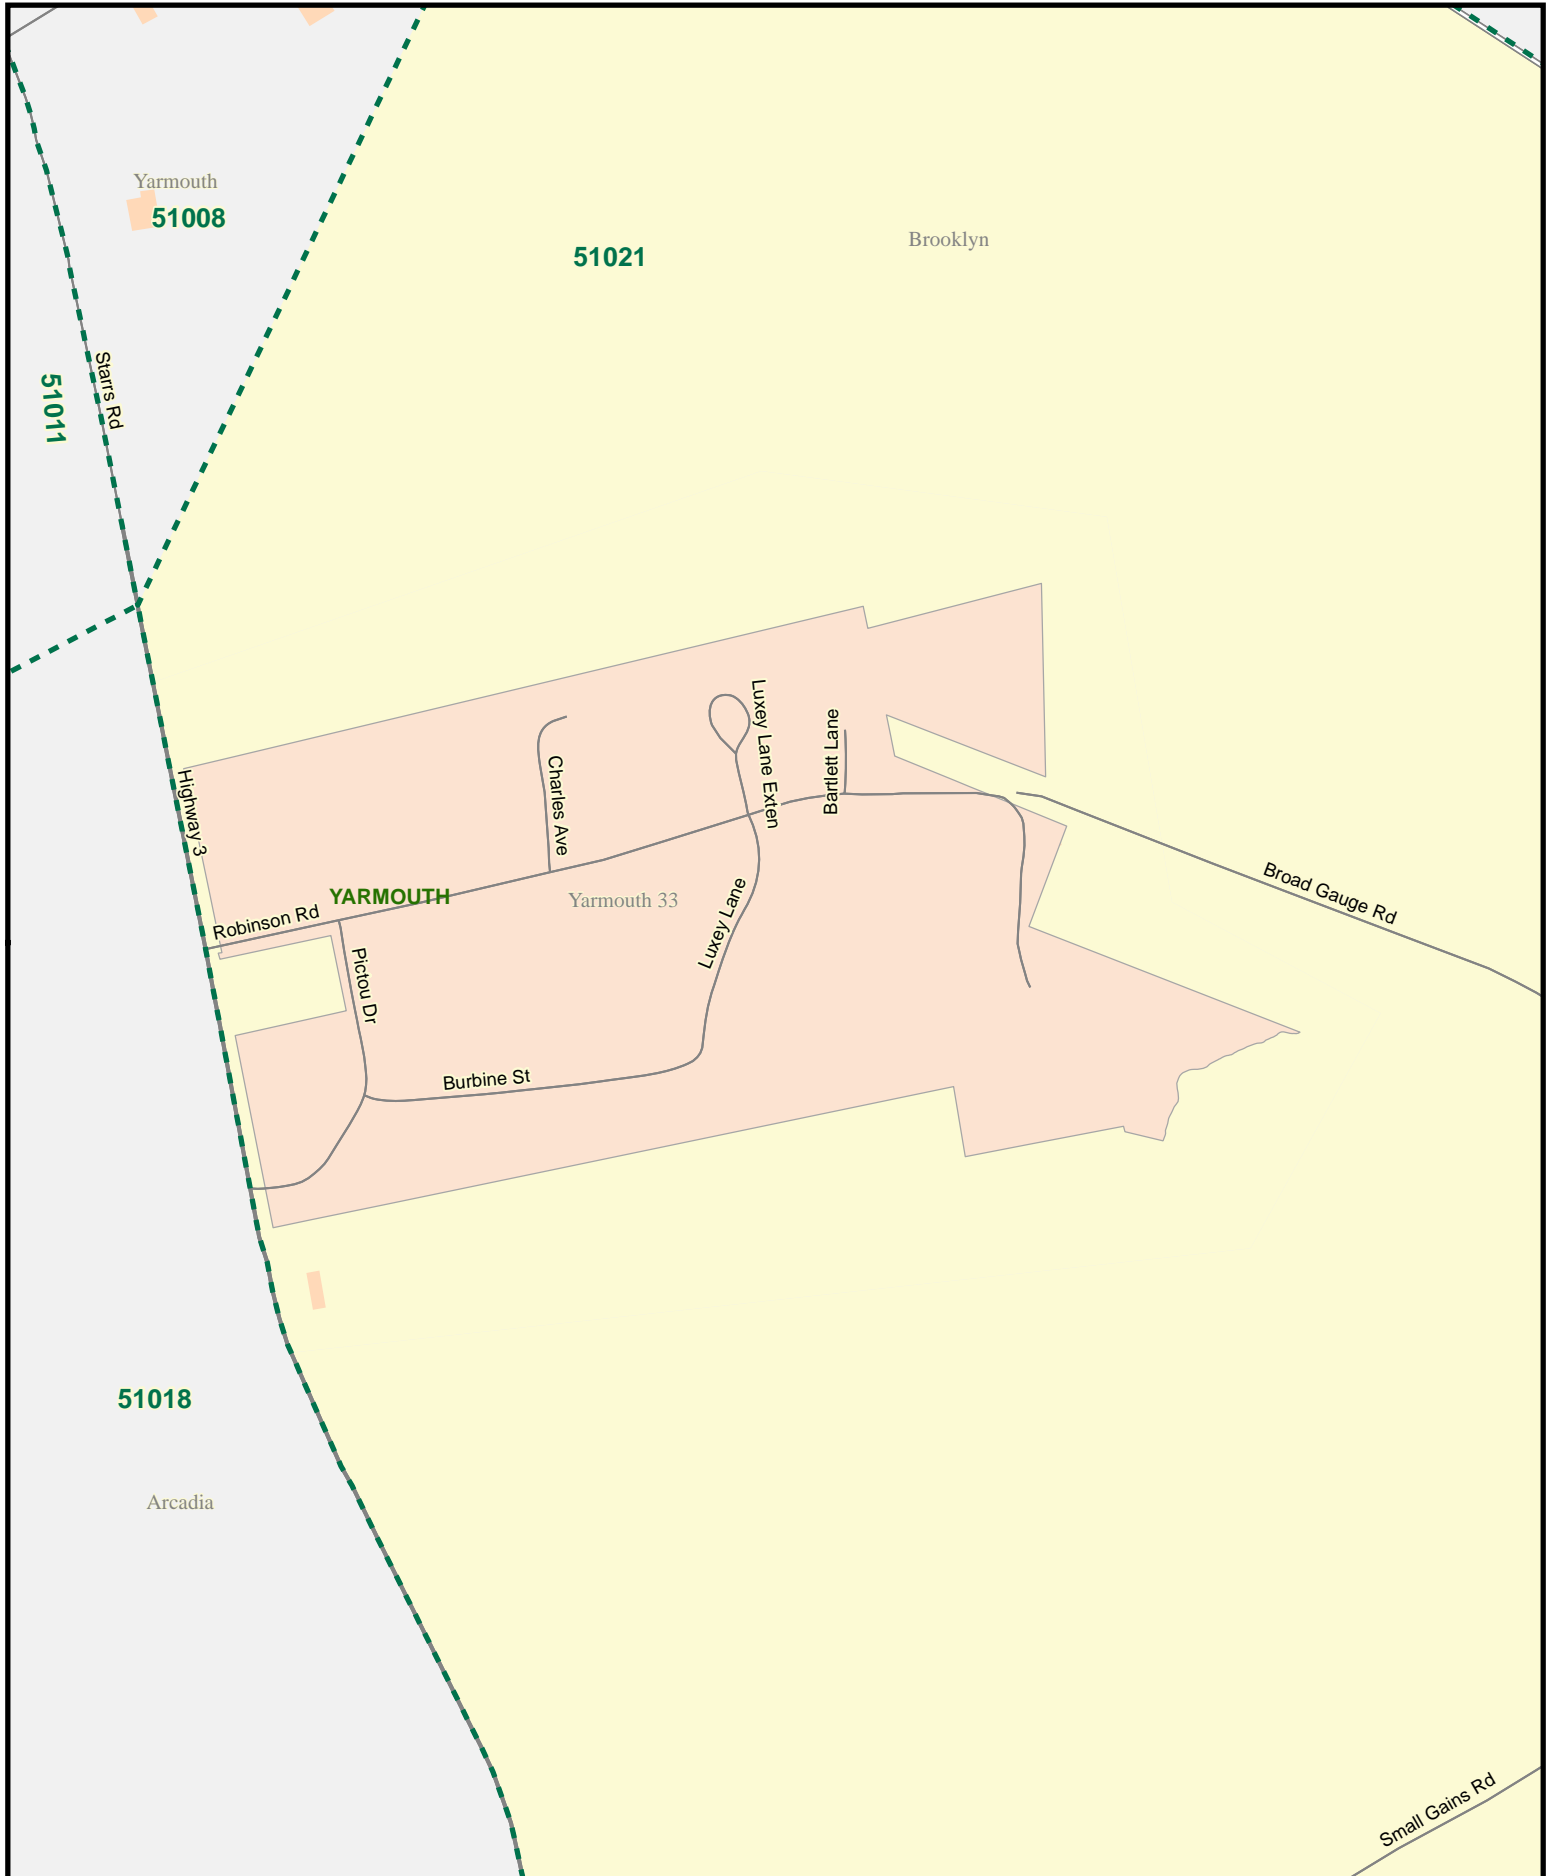 Yarmouth
51008
51021
Brooklyn
Starrs Rd
51011
Luxey Lane Exten
Bartlett Lane
Charles Ave
Highway 3
Broad Gauge Rd
YARMOUTH
Yarmouth 33
Robinson Rd
Luxey Lane
Pictou Dr
Burbine St
51018
Arcadia
Small Gains Rd